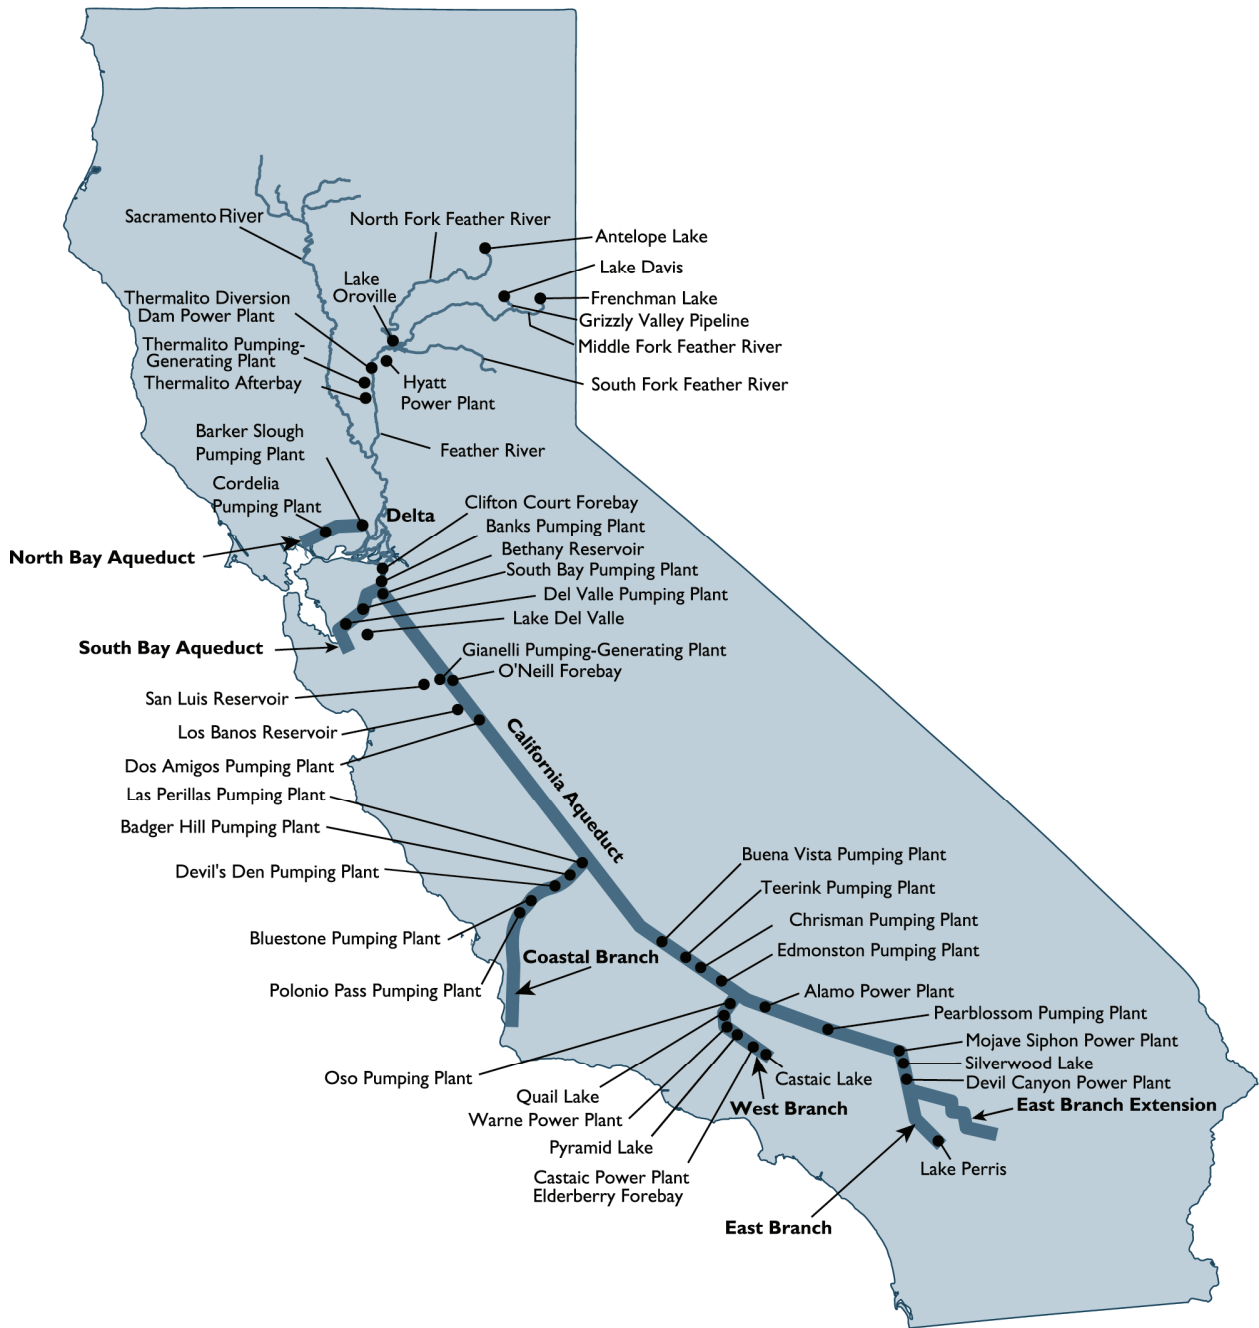 Sacramento River
North Fork Feather River
Antelope Lake
Lake Davis
Lake
Oroville
Frenchman Lake
Thermalito Diversion
Dam Power Plant
Grizzly Valley Pipeline
Middle Fork Feather River
Thermalito Pumping-
Generating Plant
Thermalito Afterbay
Hyatt
Power Plant
South Fork Feather River
Barker Slough
Pumping Plant
Feather River
Cordelia
Pumping Plant
Clifton Court Forebay
Delta
Banks Pumping Plant
North Bay Aqueduct
Bethany Reservoir
South Bay Pumping Plant
Del Valle Pumping Plant
Lake Del Valle
South Bay Aqueduct
Gianelli Pumping-Generating Plant
O'Neill Forebay
San Luis Reservoir
Los Banos Reservoir
California Aqueduct
Dos Amigos Pumping Plant
Las Perillas Pumping Plant
Badger Hill Pumping Plant
Devil's Den Pumping Plant
Buena Vista Pumping Plant
Teerink Pumping Plant
Chrisman Pumping Plant
Bluestone Pumping Plant
Edmonston Pumping Plant
Coastal Branch
Polonio Pass Pumping Plant
Alamo Power Plant
Pearblossom Pumping Plant
Mojave Siphon Power Plant
Silverwood Lake
Oso Pumping Plant
Castaic Lake
Devil Canyon Power Plant
Quail Lake
West Branch
East Branch Extension
Warne Power Plant
Pyramid Lake
Lake Perris
Castaic Power Plant
Elderberry Forebay
East Branch